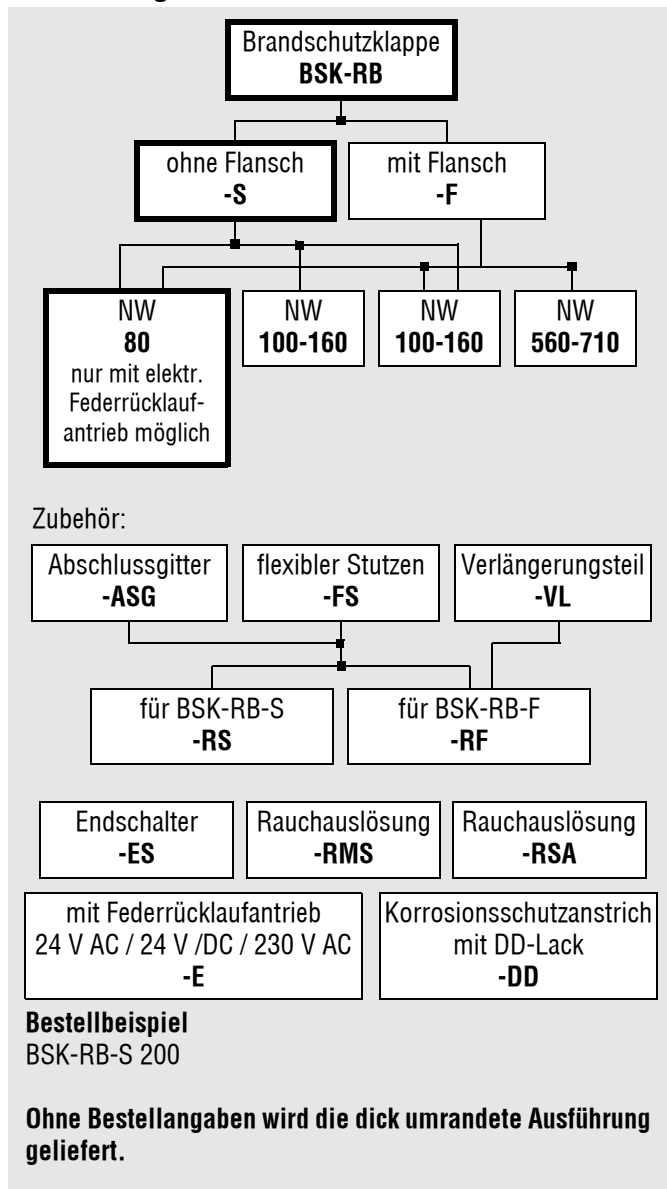 Brandschutzklappe
BSK-RB
ohne Flansch
-S
mit Flansch
-F
NW
80
nur mit elektr.
Federrücklauf-
antrieb möglich
NW
100-160
NW
100-160
NW
560-710
Zubehör:
Abschlussgitter
-ASG
flexibler Stutzen
-FS
Verlängerungsteil
-VL
für BSK-RB-S
-RS
für BSK-RB-F
-RF
Endschalter
-ES
Rauchauslösung
-RMS
Rauchauslösung
-RSA
mit Federrücklaufantrieb
24 V AC / 24 V /DC / 230 V AC
-E
Korrosionsschutzanstrich
mit DD-Lack
-DD
Bestellbeispiel
BSK-RB-S 200
Ohne Bestellangaben wird die dick umrandete Ausführung
geliefert.